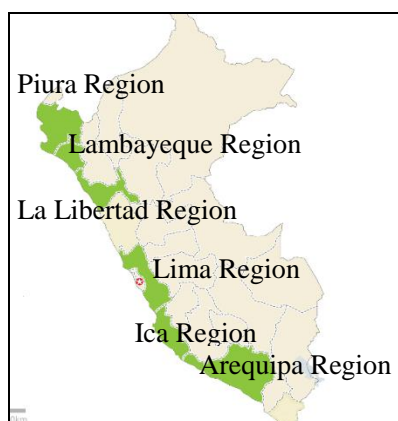 Piura Region
Lambayeque Region
La Libertad Region
Lima Region
Ica Region
Arequipa Region